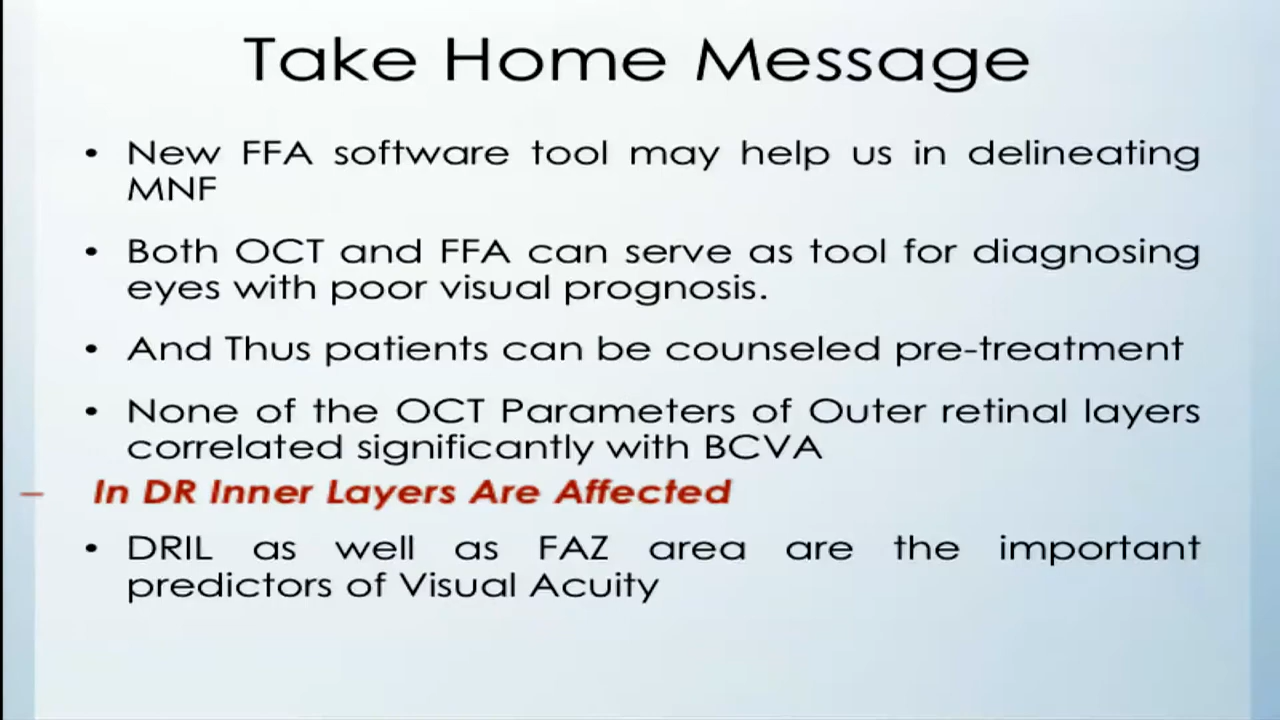 Take Home Message
• New FFA software tool may help us in delineating
MNF
• Both OCT and FFA can serve as tool for diagnosing
eyes with poor visual prognosis.
• And Thus patients can be counseled pre-treatment
• None of the OCT Parameters of Outer retinal layers
correlated significantly with BCVA
– In DR Inner Layers Are Affected
• DRIL as well as FAZ area are the important
predictors of Visual Acuity